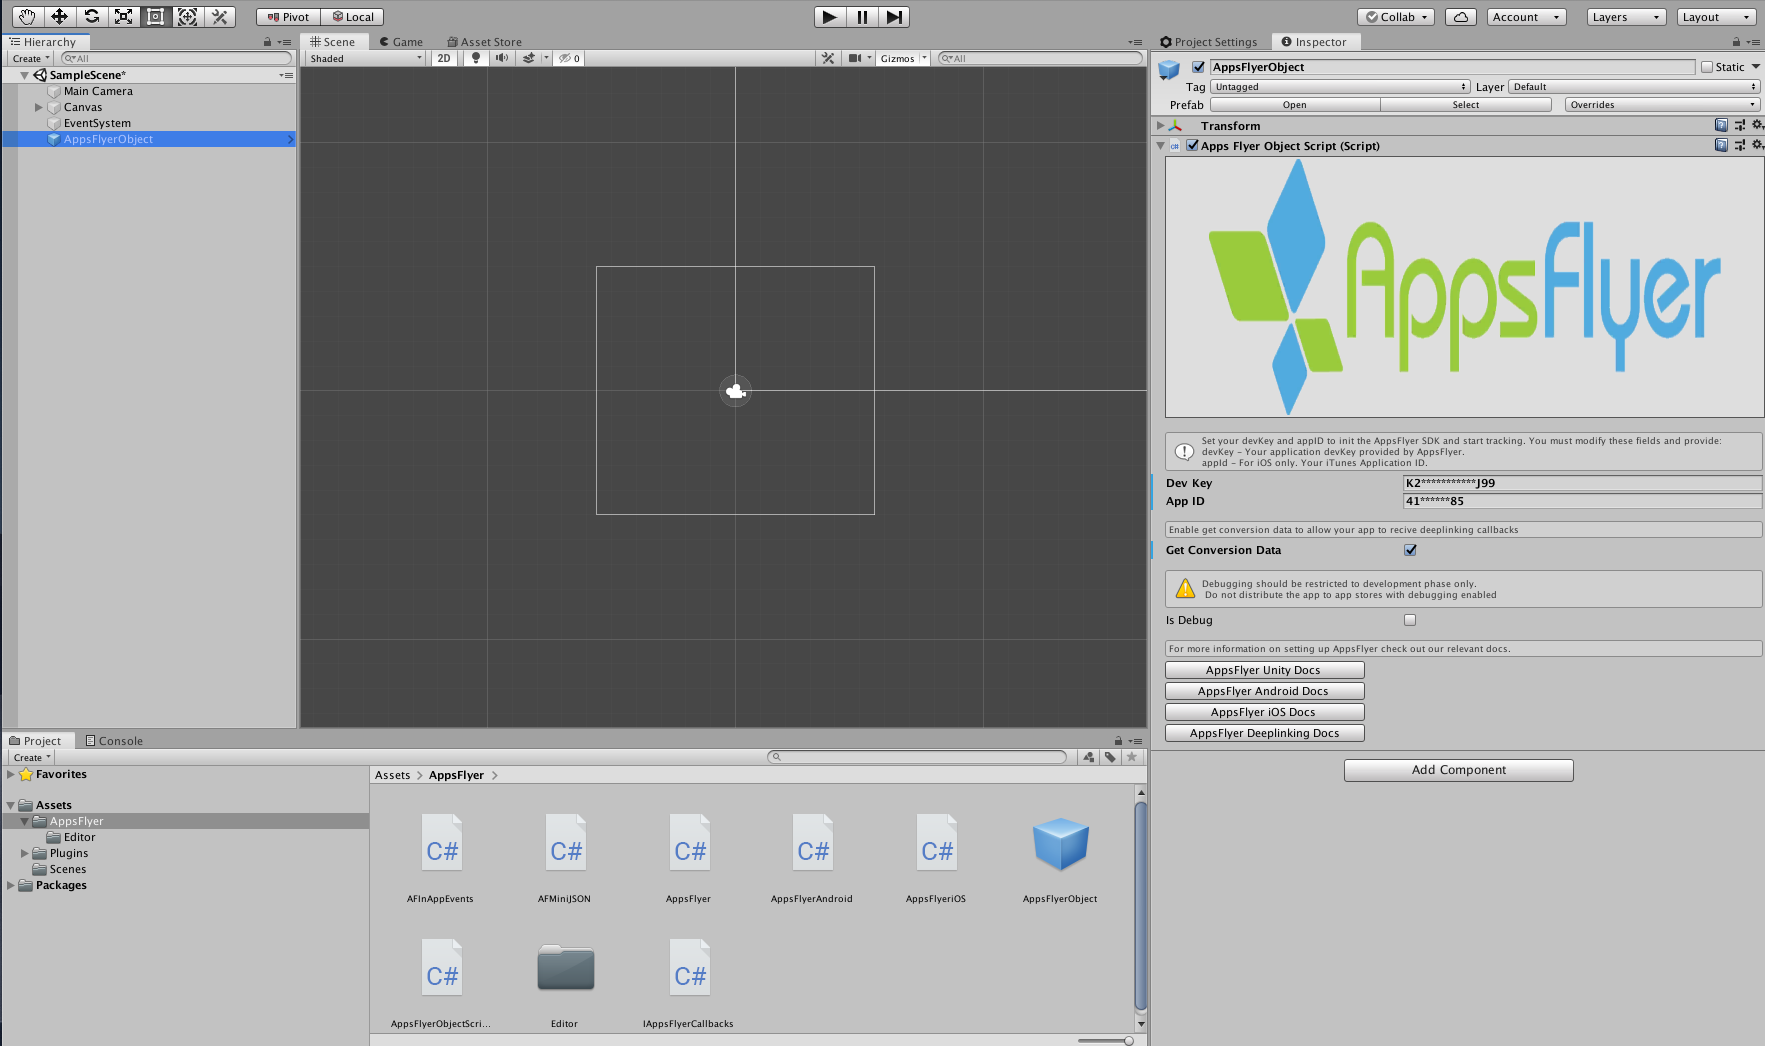 Pivot Local
Collab Account Layers Layout
Hierarchy
Create All
SampleScene*
Main Camera
Canvas
EventSystem
AppsFlyerObject
Scene Game Asset Store
Shaded 2D 0 Gizmos All
Project Settings Inspector
AppsFlyerObject Static
Tag Untagged Layer Default
Prefab Open Select Overrides
Transform
C# Apps Flyer Object Script (Script)
AppsFlyer
Set your devKey and appID to init the AppsFlyer SDK and start tracking. You must modify these fields and provide:
devKey - Your application devKey provided by AppsFlyer.
appId - For iOS only. Your iTunes Application ID.
Dev Key K2***********J99
App ID 41******85
Enable get conversion data to allow your app to recive deeplinking callbacks
Get Conversion Data
Debugging should be restricted to development phase only.
Do not distribute the app to app stores with debugging enabled
Is Debug
For more information on setting up AppsFlyer check out our relevant docs.
AppsFlyer Unity Docs
AppsFlyer Android Docs
AppsFlyer iOS Docs
AppsFlyer Deeplinking Docs
Add Component
Project Console
Create
Favorites
Assets
AppsFlyer
Editor
Plugins
Scenes
Packages
Assets > AppsFlyer >
C# C# C# C# C#
AFInAppEvents AFMiniJSON AppsFlyer AppsFlyerAndroid AppsFlyeriOS AppsFlyerObject
C# C#
AppsFlyerObjectScri... Editor IAppsFlyerCallbacks